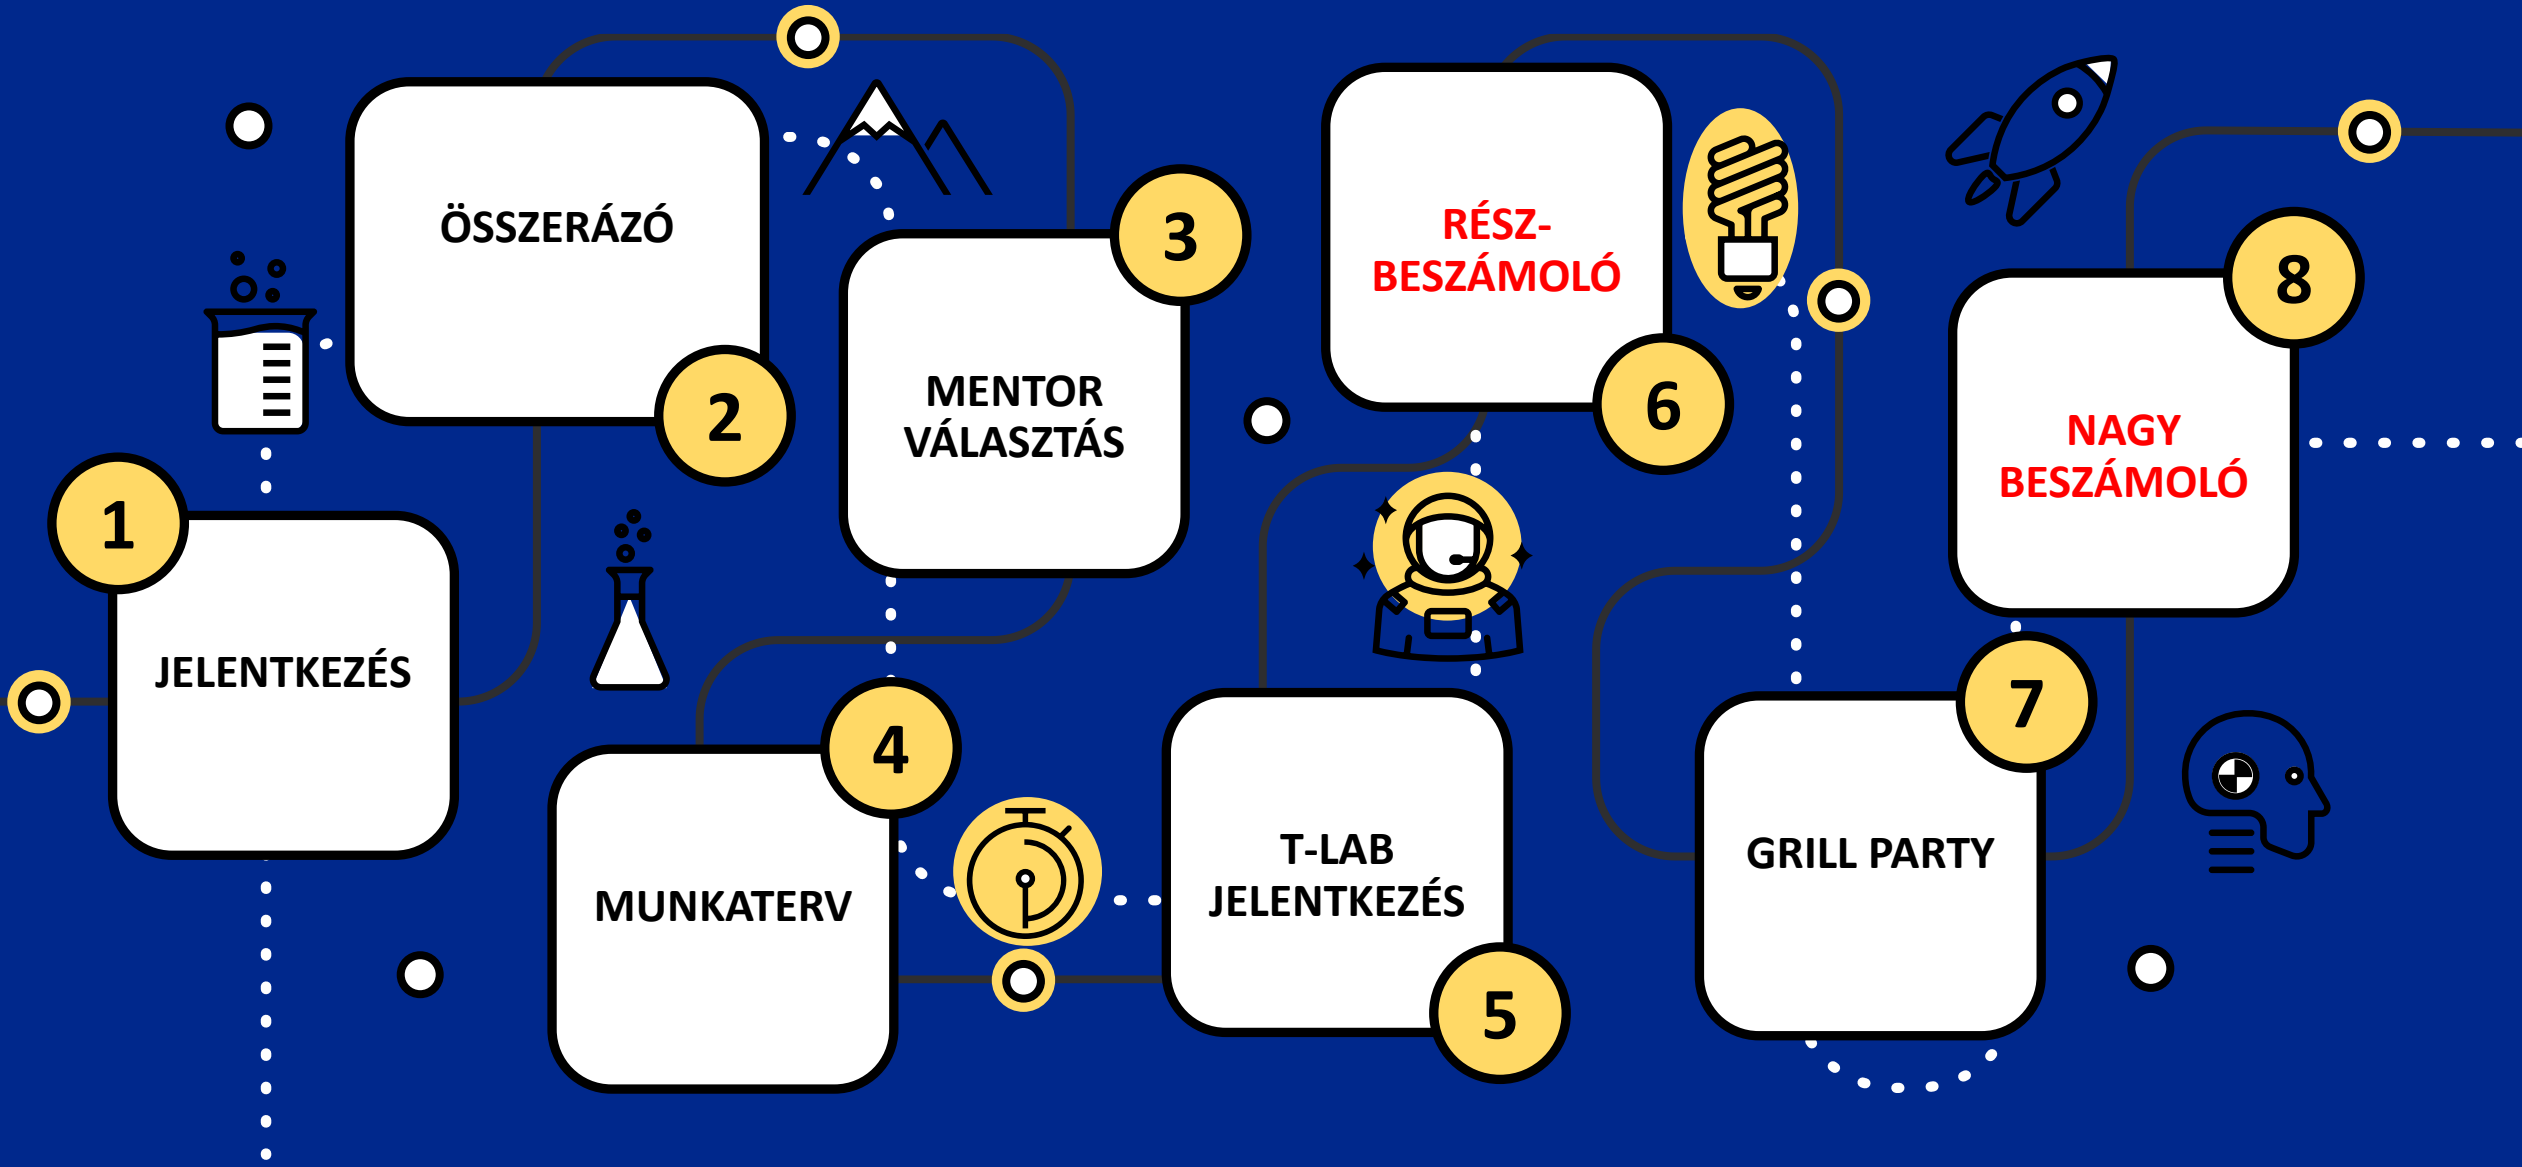 1
JELENTKEZÉS
ÖSSZERÁZÓ
2
3
MENTOR
VÁLASZTÁS
4
MUNKATERV
T-LAB
JELENTKEZÉS
5
RÉSZ-
BESZÁMOLÓ
6
7
GRILL PARTY
8
NAGY
BESZÁMOLÓ